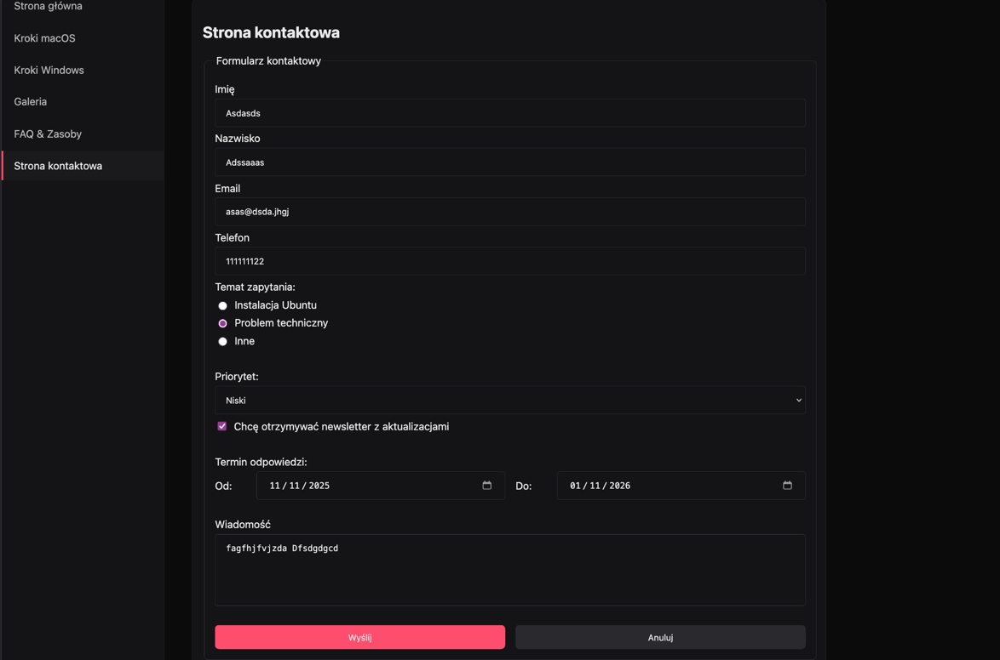 Strona główna
Kroki macOS
Kroki Windows
Galeria
FAQ & Zasoby
Strona kontaktowa
Strona kontaktowa
Formularz kontaktowy
Imię
Asdasds
Nazwisko
Adssaaas
Email
asas@dsda.jhgj
Telefon
111111122
Temat zapytania:
Instalacja Ubuntu
Problem techniczny
Inne
Priorytet:
Niski
Chcę otrzymywać newsletter z aktualizacjami
Termin odpowiedzi:
Od: 11/11/2025 Do: 01/11/2026
Wiadomość
fagfhjfvjzda Dfsdgdgcd
Wyślij Anuluj